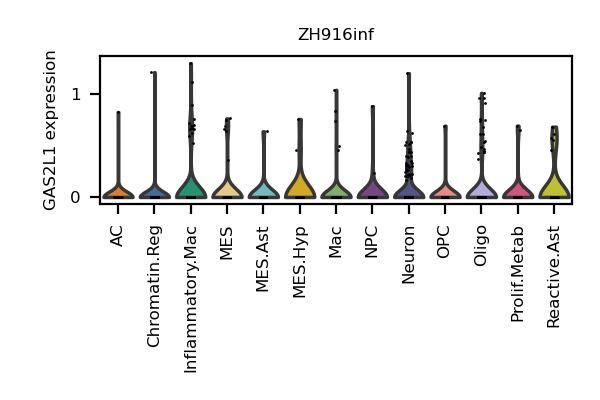 ZH916inf
GAS2L1 expression
1
0
AC
Chromatin.Reg
Inflammatory.Mac
MES
MES.Ast
MES.Hyp
Mac
NPC
Neuron
OPC
Oligo
Prolif.Metab
Reactive.Ast